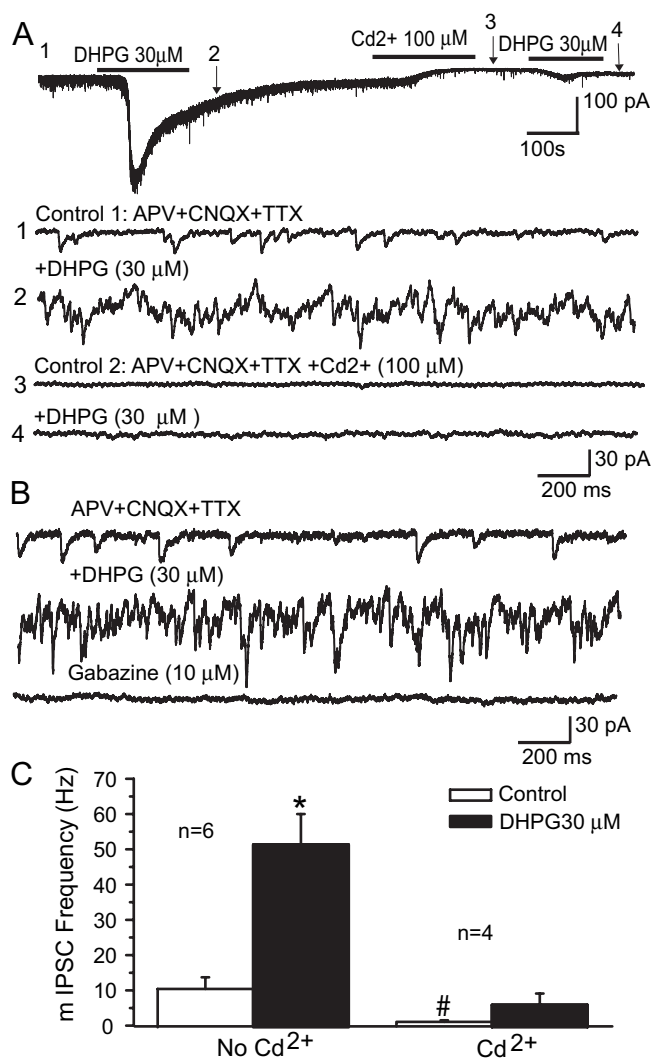 A
1
DHPG 30μM
2
Cd2+ 100 μM
3
DHPG 30μM
4
100 pA
100s
Control 1: APV+CNQX+TTX
1
+DHPG (30 μM)
2
Control 2: APV+CNQX+TTX +Cd2+ (100 μM)
3
+DHPG (30 μM )
4
30 pA
200 ms
B
APV+CNQX+TTX
+DHPG (30 μM)
Gabazine (10 μM)
30 pA
200 ms
C
m IPSC Frequency (Hz)
70
60
50
40
30
20
10
0
n=6
*
Control
DHPG30 μM
n=4
#
No Cd2+
Cd2+